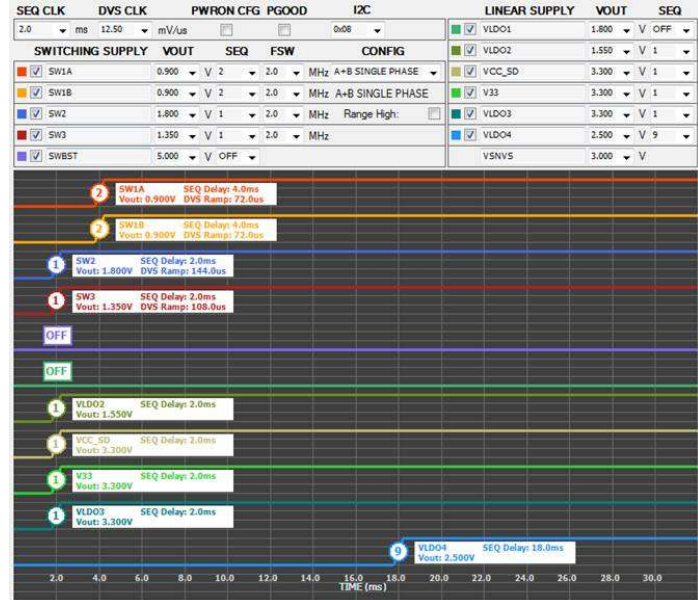 SEQ CLK DVS CLK PWRON CFG PGOOD I2C
2.0 ms 12.50 mV/us 0x08
SWITCHING SUPPLY VOUT SEQ FSW CONFIG
SW1A 0.900 V 2 2.0 MHz A+B SINGLE PHASE
SW1B 0.900 V 2 2.0 MHz A+B SINGLE PHASE
SW2 1.800 V 1 2.0 MHz Range High:
SW3 1.350 V 1 2.0 MHz
SWBST 5.000 V OFF
LINEAR SUPPLY VOUT SEQ
VLDO1 1.800 V OFF
VLDO2 1.550 V 1
VCC_SD 3.300 V 1
V33 3.300 V 1
VLDO3 3.300 V 1
VLDO4 2.500 V 9
VSNVS 3.000 V
2 SW1A SEQ Delay: 4.0ms
Vout: 0.900V DVS Ramp: 72.0us
2 SW1B SEQ Delay: 4.0ms
Vout: 0.900V DVS Ramp: 72.0us
1 SW2 SEQ Delay: 2.0ms
Vout: 1.800V DVS Ramp: 144.0us
1 SW3 SEQ Delay: 2.0ms
Vout: 1.350V DVS Ramp: 108.0us
OFF
OFF
1 VLDO2 SEQ Delay: 2.0ms
Vout: 1.550V
1 VCC_SD SEQ Delay: 2.0ms
Vout: 3.300V
1 V33 SEQ Delay: 2.0ms
Vout: 3.300V
1 VLDO3 SEQ Delay: 2.0ms
Vout: 3.300V
9 VLDO4 SEQ Delay: 18.0ms
Vout: 2.500V
2.0 4.0 6.0 8.0 10.0 12.0 14.0 16.0 18.0 20.0 22.0 24.0 26.0 28.0 30.0
TIME (ms)